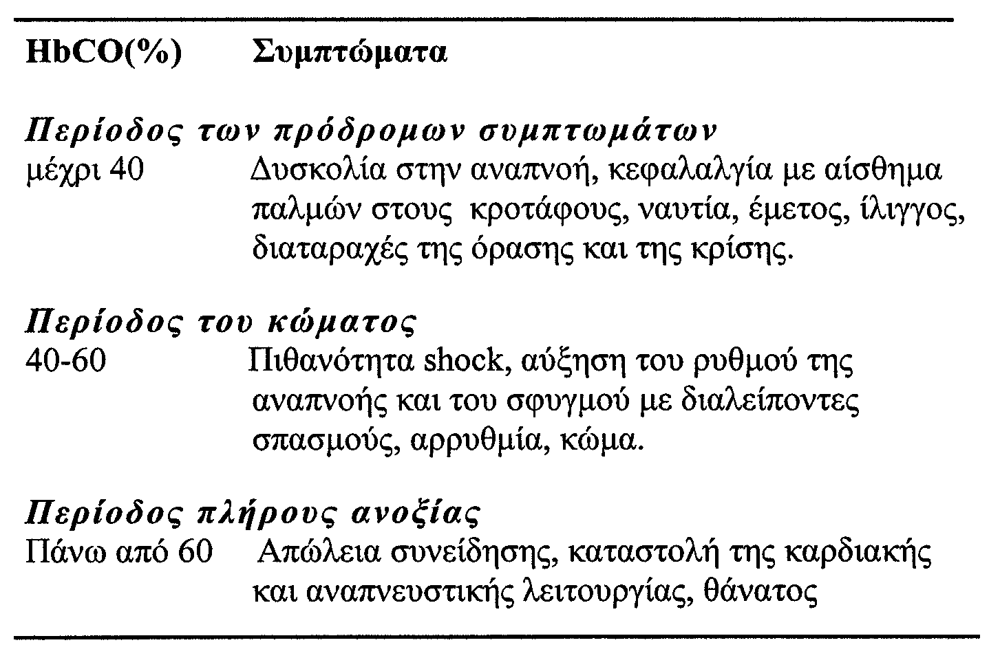 HbCO(%) Συμπτώματα
Περίοδος των πρόδρομων συμπτωμάτων
μέχρι 40 Δυσκολία στην αναπνοή, κεφαλαλγία με αίσθημα
παλμών στους κροτάφους, ναυτία, έμετος, ίλιγγος,
διαταραχές της όρασης και της κρίσης.
Περίοδος του κώματος
40-60 Πιθανότητα shock, αύξηση του ρυθμού της
αναπνοής και του σφυγμού με διαλείποντες
σπασμούς, αρρυθμία, κώμα.
Περίοδος πλήρους ανοξίας
Πάνω από 60 Απώλεια συνείδησης, καταστολή της καρδιακής
και αναπνευστικής λειτουργίας, θάνατος